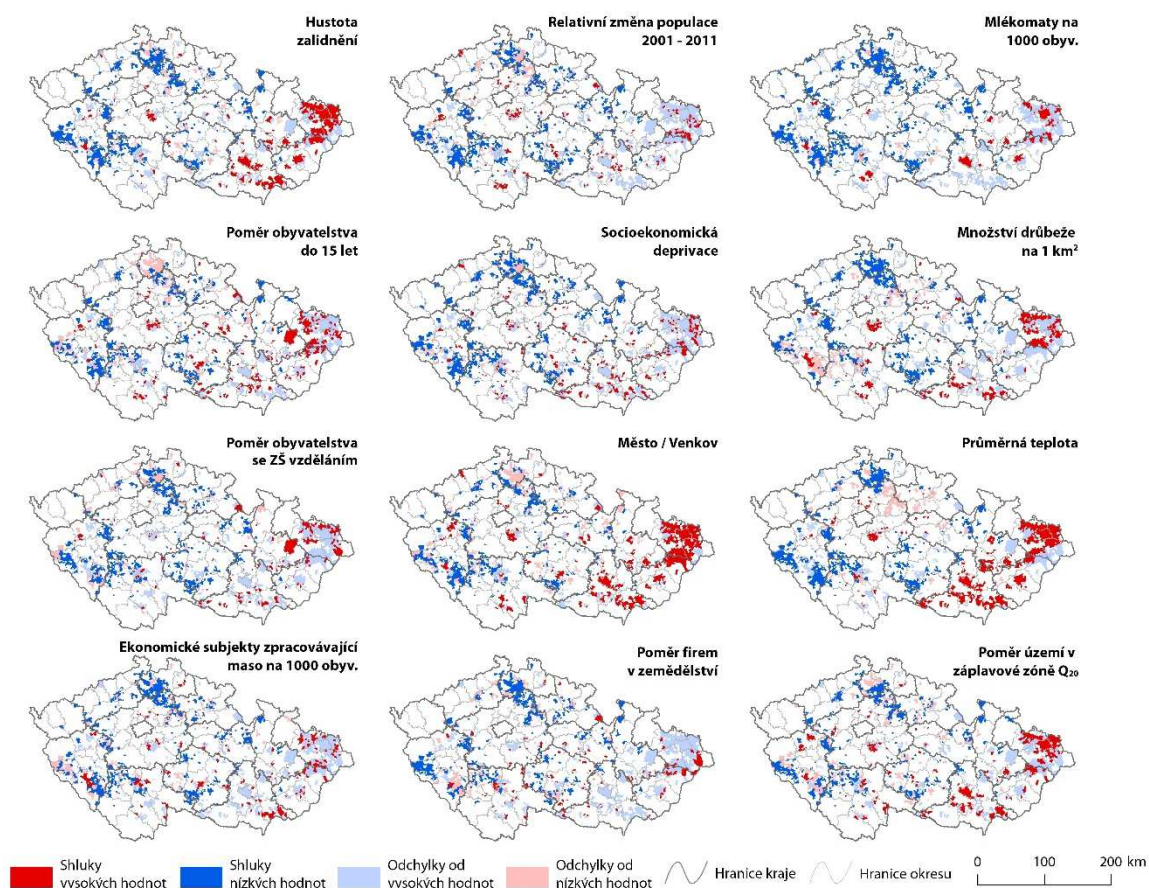 Hustota
zalidnění
Relativní změna populace
2001 - 2011
Mlékomaty na
1000 obyv.
Poměr obyvatelstva
do 15 let
Socioekonomická
deprivace
Množství drůbeže
na 1 km²
Poměr obyvatelstva
se ZŠ vzděláním
Město / Venkov
Průměrná teplota
Ekonomické subjekty zpracovávající
maso na 1000 obyv.
Poměr firem
v zemědělství
Poměr území v
záplavové zóně Q₂₀
Shluky
vysokých hodnot
Shluky
nízkých hodnot
Odchylky od
vysokých hodnot
Odchylky od
nízkých hodnot
Hranice kraje
Hranice okresu
0 100 200 km